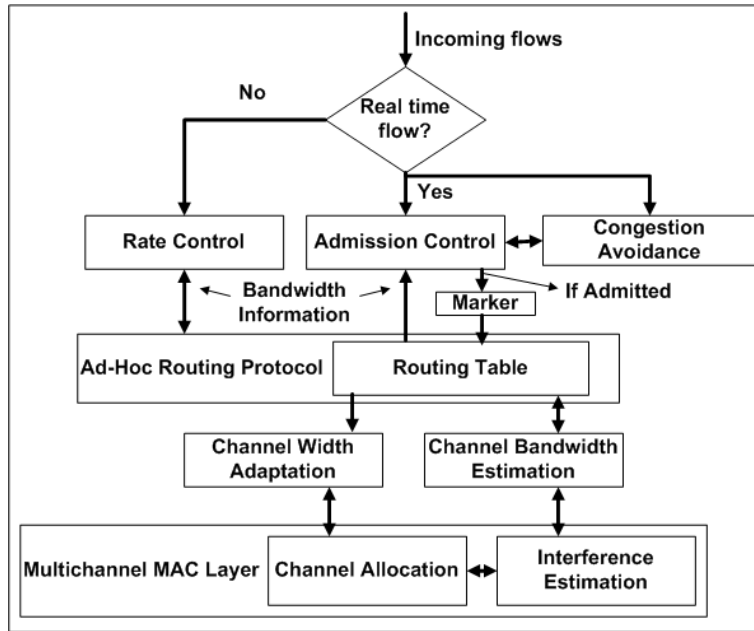 Incoming flows
No
Real time
flow?
Yes
Rate Control
Admission Control
Congestion
Avoidance
Bandwidth
Information
Marker
If Admitted
Ad-Hoc Routing Protocol
Routing Table
Channel Width
Adaptation
Channel Bandwidth
Estimation
Multichannel MAC Layer
Channel Allocation
Interference
Estimation